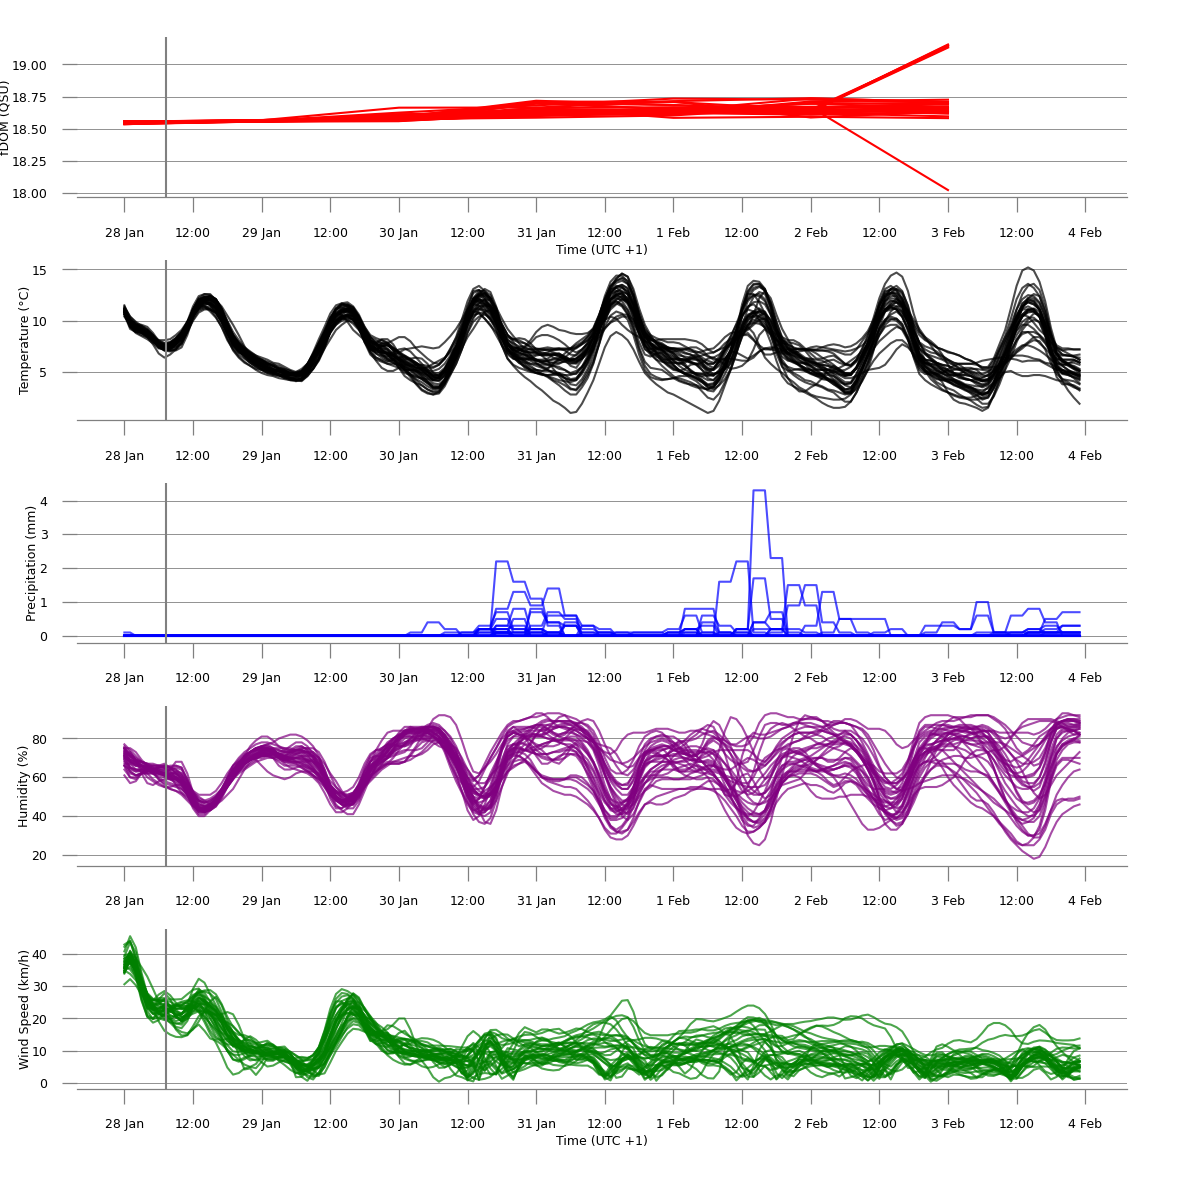 fDOM (QSU)
19.00
18.75
18.50
18.25
18.00
28 Jan 12:00 29 Jan 12:00 30 Jan 12:00 31 Jan 12:00 1 Feb 12:00 2 Feb 12:00 3 Feb 12:00 4 Feb
Time (UTC +1)
Temperature (°C)
15
10
5
28 Jan 12:00 29 Jan 12:00 30 Jan 12:00 31 Jan 12:00 1 Feb 12:00 2 Feb 12:00 3 Feb 12:00 4 Feb
Precipitation (mm)
4
3
2
1
0
28 Jan 12:00 29 Jan 12:00 30 Jan 12:00 31 Jan 12:00 1 Feb 12:00 2 Feb 12:00 3 Feb 12:00 4 Feb
Humidity (%)
80
60
40
20
28 Jan 12:00 29 Jan 12:00 30 Jan 12:00 31 Jan 12:00 1 Feb 12:00 2 Feb 12:00 3 Feb 12:00 4 Feb
Wind Speed (km/h)
40
30
20
10
0
28 Jan 12:00 29 Jan 12:00 30 Jan 12:00 31 Jan 12:00 1 Feb 12:00 2 Feb 12:00 3 Feb 12:00 4 Feb
Time (UTC +1)